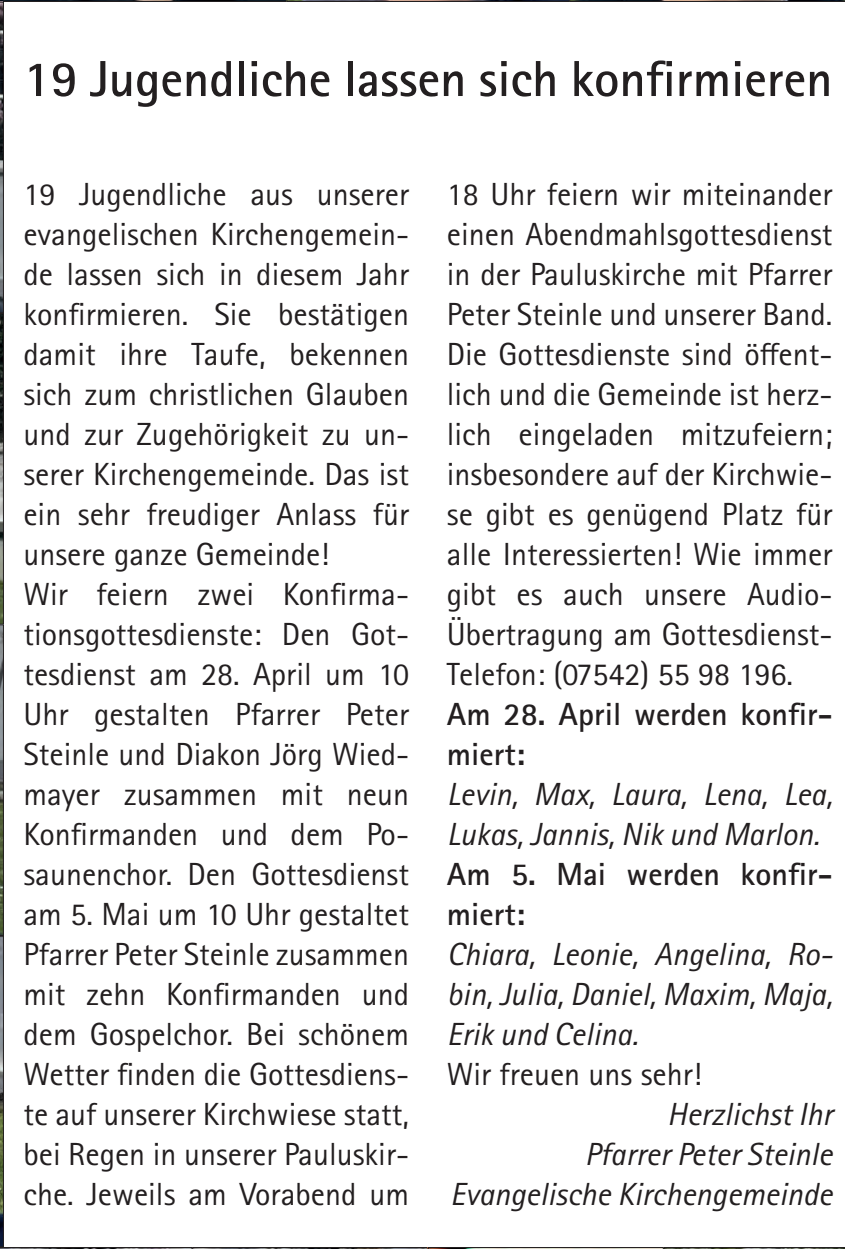 19 Jugendliche lassen sich konfirmieren
19 Jugendliche aus unserer
evangelischen Kirchengemein-
de lassen sich in diesem Jahr
konfirmieren. Sie bestätigen
damit ihre Taufe, bekennen
sich zum christlichen Glauben
und zur Zugehörigkeit zu un-
serer Kirchengemeinde. Das ist
ein sehr freudiger Anlass für
unsere ganze Gemeinde!
Wir feiern zwei Konfirma-
tionsgottesdienste: Den Got-
tesdienst am 28. April um 10
Uhr gestalten Pfarrer Peter
Steinle und Diakon Jörg Wied-
mayer zusammen mit neun
Konfirmanden und dem Po-
saunenchor. Den Gottesdienst
am 5. Mai um 10 Uhr gestaltet
Pfarrer Peter Steinle zusammen
mit zehn Konfirmanden und
dem Gospelchor. Bei schönem
Wetter finden die Gottesdiens-
te auf unserer Kirchwiese statt,
bei Regen in unserer Pauluskir-
che. Jeweils am Vorabend um
18 Uhr feiern wir miteinander
einen Abendmahlsgottesdienst
in der Pauluskirche mit Pfarrer
Peter Steinle und unserer Band.
Die Gottesdienste sind öffent-
lich und die Gemeinde ist herz-
lich eingeladen mitzufeiern;
insbesondere auf der Kirchwie-
se gibt es genügend Platz für
alle Interessierten! Wie immer
gibt es auch unsere Audio-
Übertragung am Gottesdienst-
Telefon: (07542) 55 98 196.
Am 28. April werden konfir-
miert:
Levin, Max, Laura, Lena, Lea,
Lukas, Jannis, Nik und Marlon.
Am 5. Mai werden konfir-
miert:
Chiara, Leonie, Angelina, Ro-
bin, Julia, Daniel, Maxim, Maja,
Erik und Celina.
Wir freuen uns sehr!
Herzlichst Ihr
Pfarrer Peter Steinle
Evangelische Kirchengemeinde